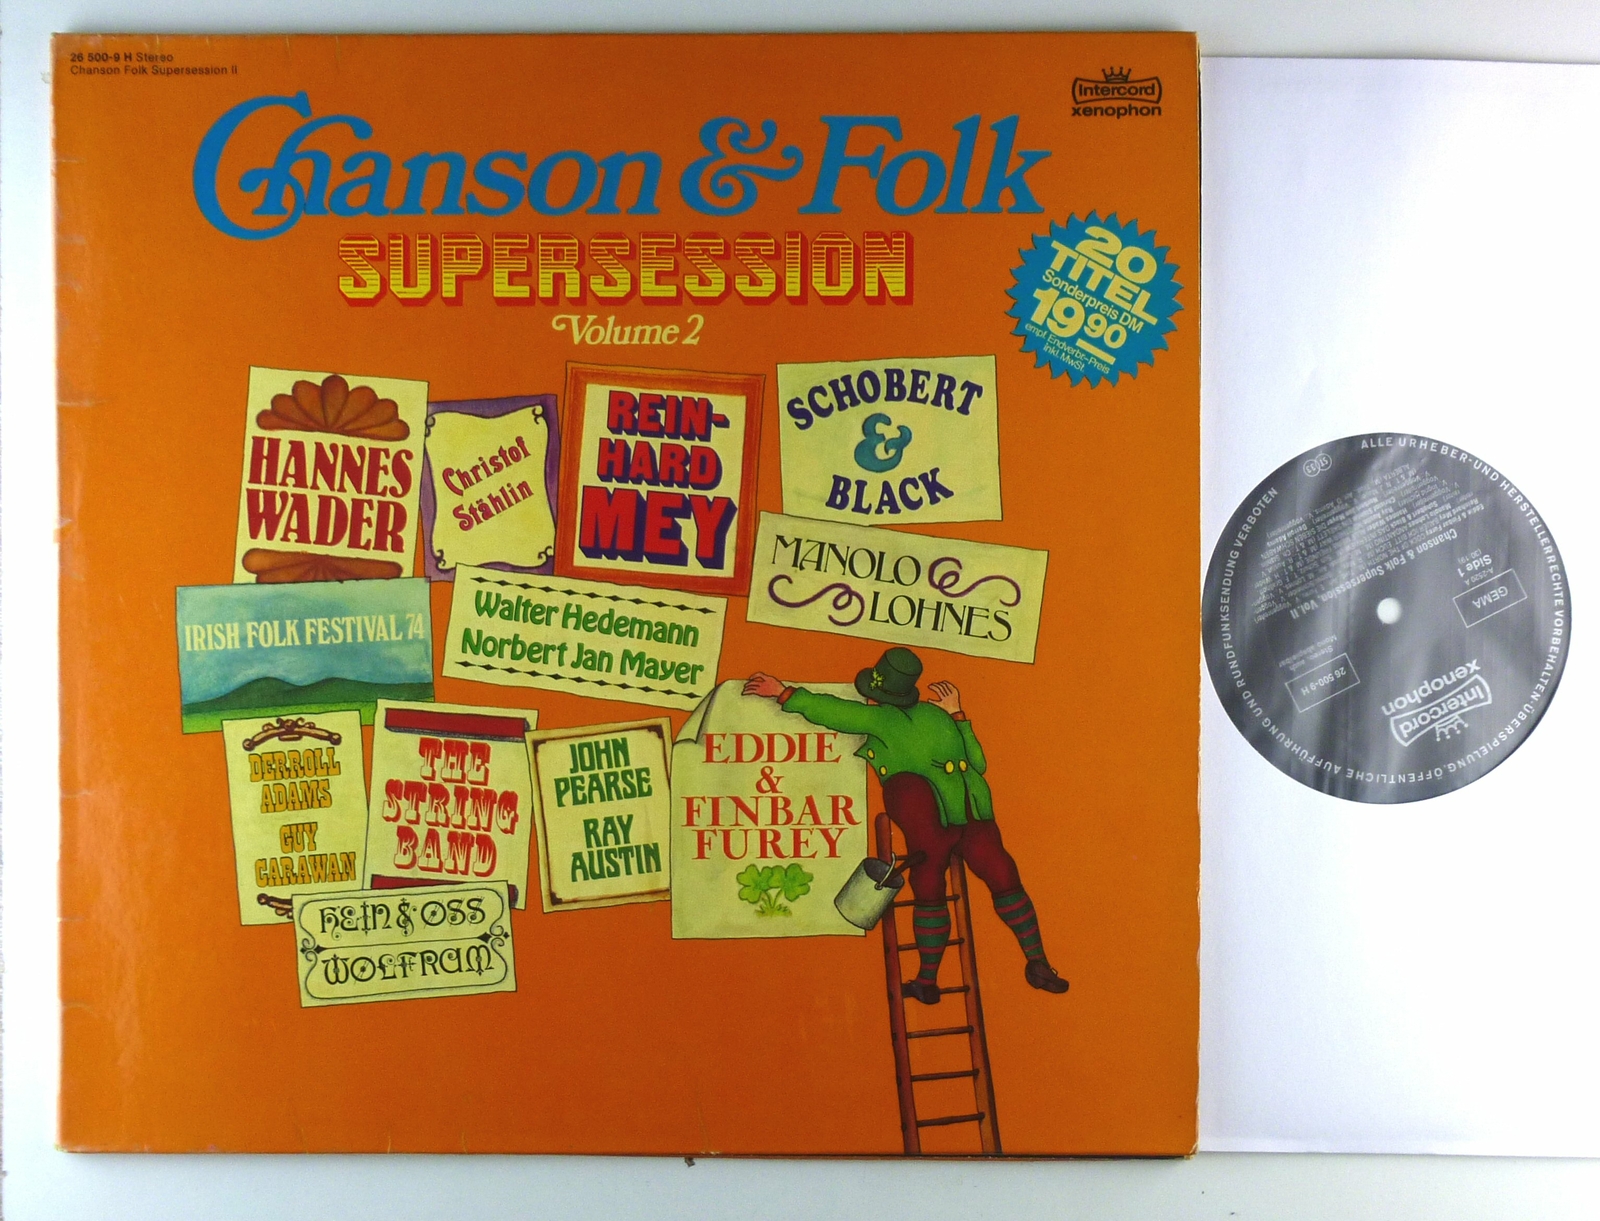 26 500-9 H Stereo
Chanson Folk Supersession II
Intercord
xenophon
Chanson & Folk
SUPERSESSION
Volume 2
20
TITEL
Sonderpreis DM
19 90
empf. Endverbr.-Preis
inkl. MwSt.
HANNES
WADER
Christof
Stählin
REIN-
HARD
MEY
SCHOBERT
&
BLACK
MANOLO
LOHNES
IRISH FOLK FESTIVAL 74
Walter Hedemann
Norbert Jan Mayer
DERROLL
ADAMS
GUY
CARAWAN
THE
STRING
BAND
JOHN
PEARSE
RAY
AUSTIN
EDDIE
&
FINBAR
FUREY
HEIN & OSS
WOLFRUM
ALLE URHEBER- UND HERSTELLERRECHTE VORBEHALTEN · ÜBERSPIELUNG, ÖFFENTLICHE AUFFÜHRUNG UND RUNDFUNKSENDUNG VERBOTEN
Intercord
xenophon
26 500-9 H
GEMA
Side 1
Chanson & Folk Supersession, Vol. II
ST 33